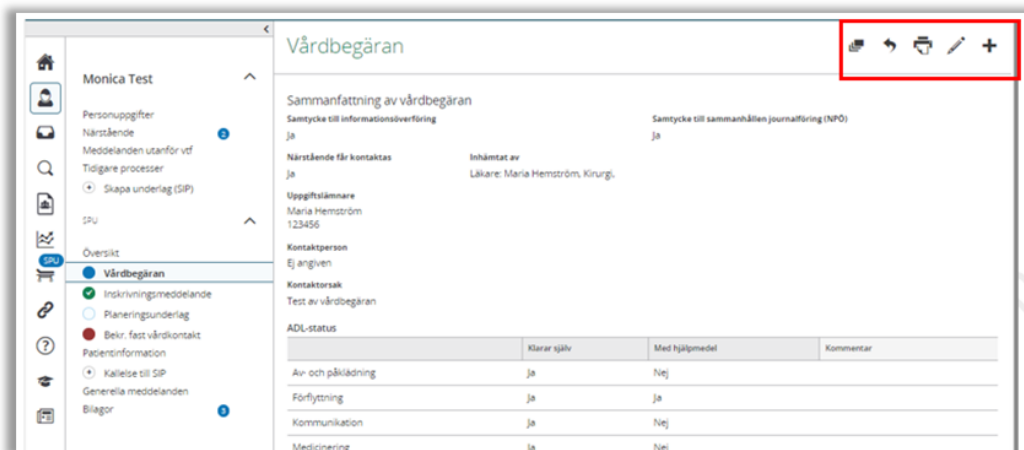 Vårdbegäran
Monica Test
Personuppgifter
Närstående 2
Meddelanden utanför vtf
Tidigare processer
Skapa underlag (SIP)
SPU
Översikt
SPU
Vårdbegäran
Inskrivningsmeddelande
Planeringsunderlag
Bekr. fast vårdkontakt
Patientinformation
Kallelse till SIP
Generella meddelanden
Bilagor 3
Sammanfattning av vårdbegäran
Samtycke till informationsöverföring Samtycke till sammanhållen journalföring (NPÖ)
Ja Ja
Närstående får kontaktas Inhämtat av
Ja Läkare: Maria Hemström, Kirurgi,
Uppgiftslämnare
Maria Hemström
123456
Kontaktperson
Ej angiven
Kontaktorsak
Test av vårdbegäran
ADL-status
Klarar själv Med hjälpmedel Kommentar
Av- och påklädning Ja Nej
Förflyttning Ja Ja
Kommunikation Ja Nej
Medicinering Ja Nej